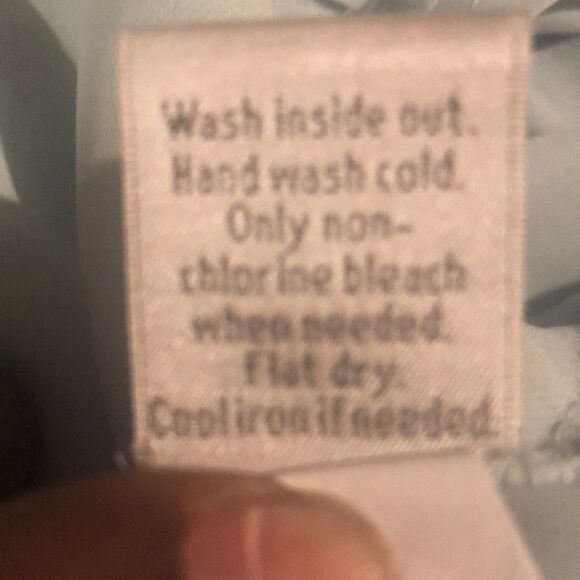 Wash inside out.
Hand wash cold.
Only non-
chlorine bleach
when needed.
Flat dry.
Cool iron if needed.